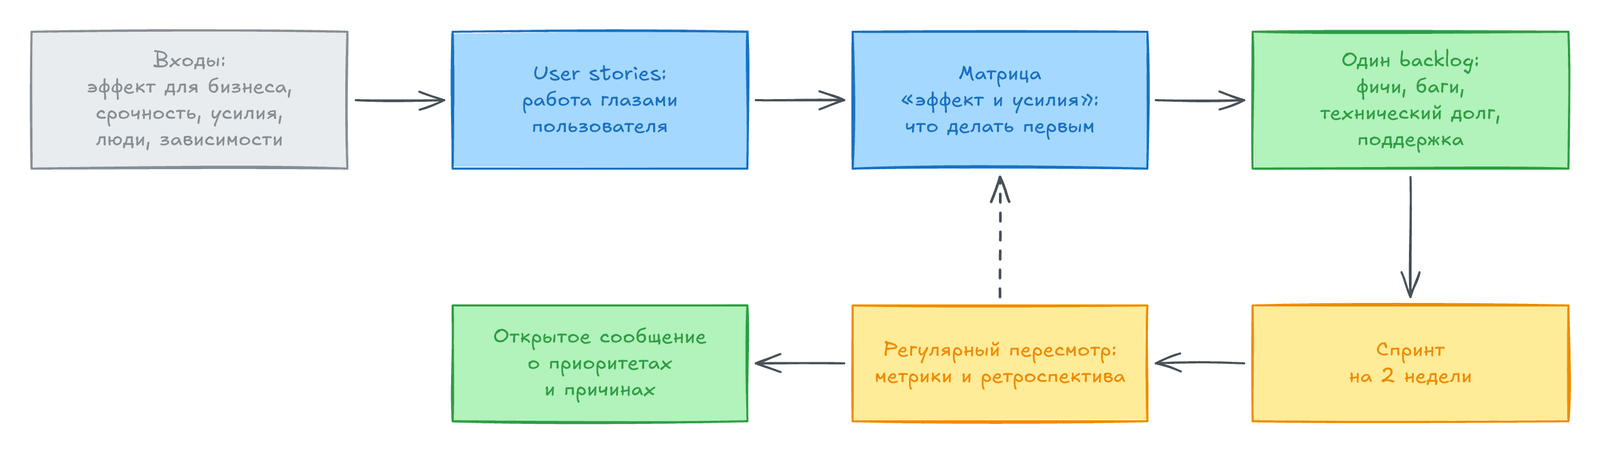 Входы:
эффект для бизнеса,
срочность, усилия,
люди, зависимости
User stories:
работа глазами
пользователя
Матрица
«эффект и усилия»:
что делать первым
Один backlog:
фичи, баги,
технический долг,
поддержка
Открытое сообщение
о приоритетах
и причинах
Регулярный пересмотр:
метрики и ретроспектива
Спринт
на 2 недели